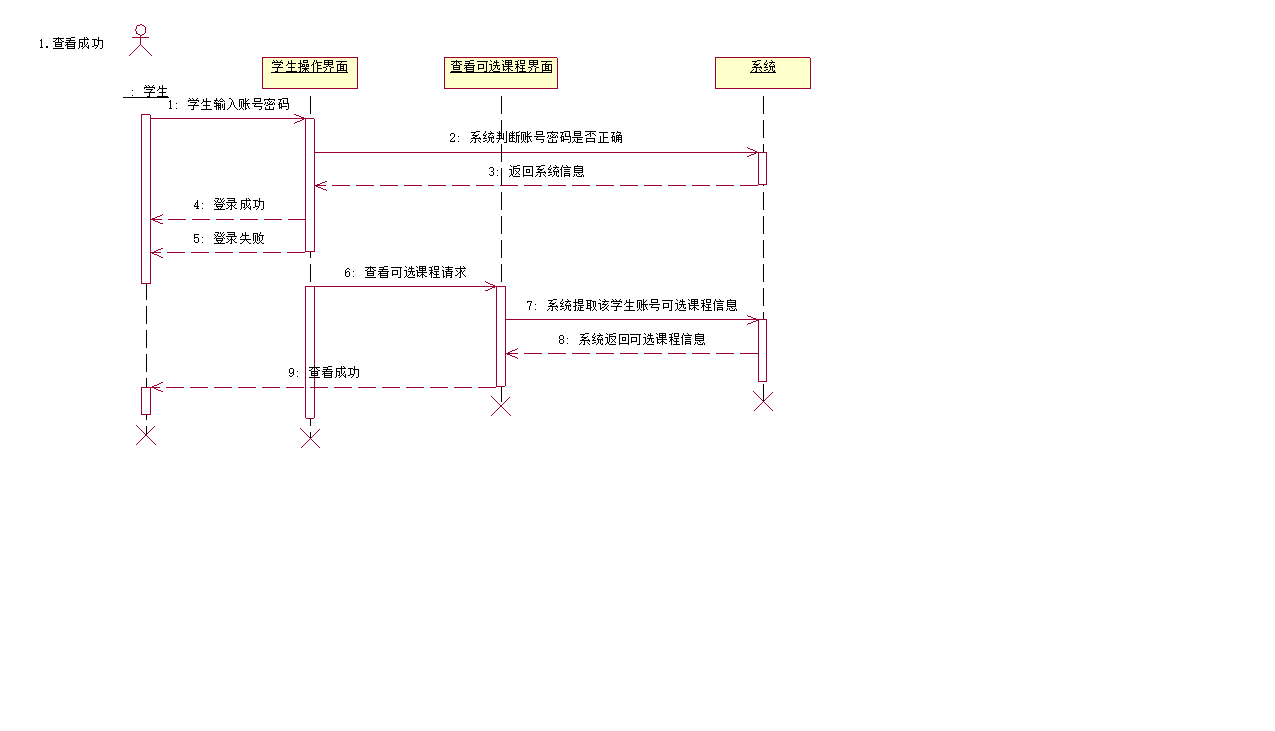 1.查看成功
: 学生
学生操作界面
查看可选课程界面
系统
1: 学生输入账号密码
2: 系统判断账号密码是否正确
3: 返回系统信息
4: 登录成功
5: 登录失败
6: 查看可选课程请求
7: 系统提取该学生账号可选课程信息
8: 系统返回可选课程信息
9: 查看成功